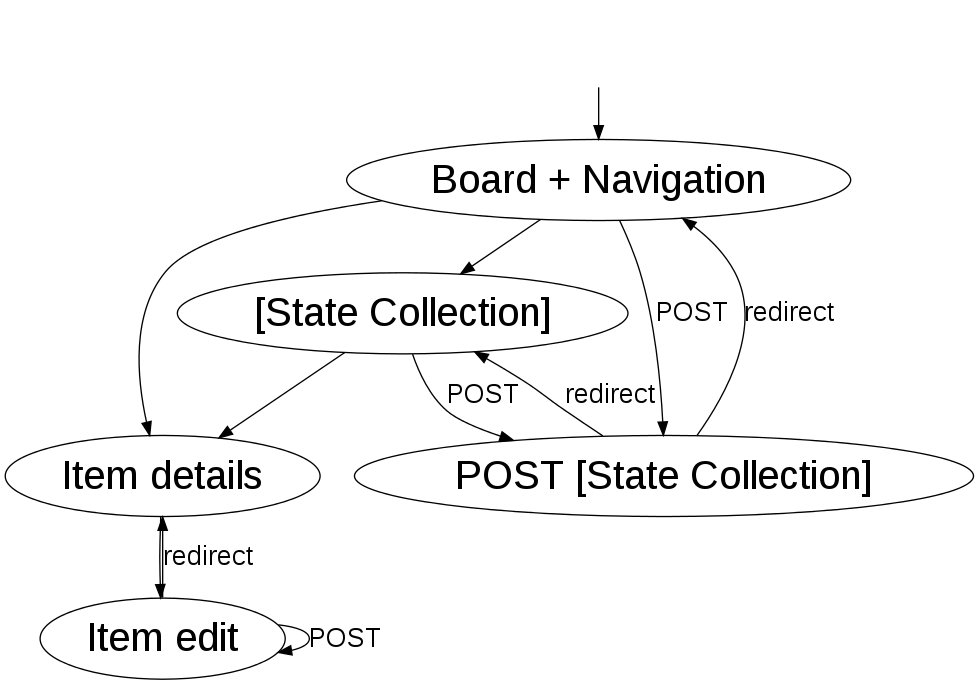 Board + Navigation
[State Collection]
POST
redirect
POST
redirect
Item details
POST [State Collection]
redirect
Item edit
POST